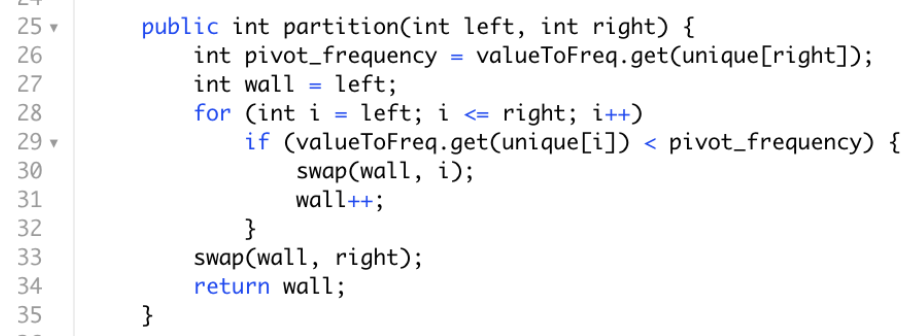 25 public int partition(int left, int right) {
26 int pivot_frequency = valueToFreq.get(unique[right]);
27 int wall = left;
28 for (int i = left; i <= right; i++)
29 if (valueToFreq.get(unique[i]) < pivot_frequency) {
30 swap(wall, i);
31 wall++;
32 }
33 swap(wall, right);
34 return wall;
35 }